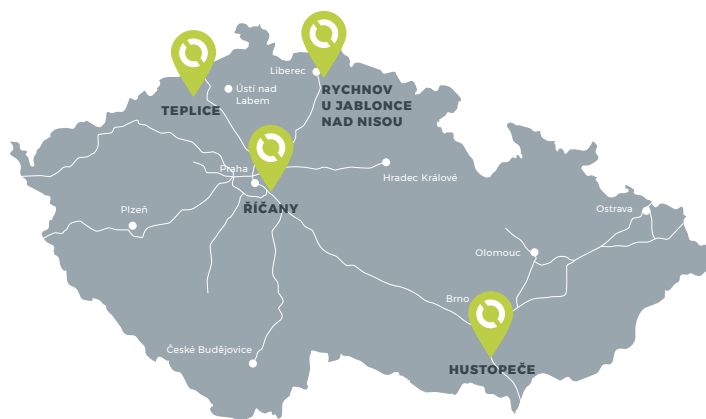 Liberec
Ústí nad
Labem
TEPLICE
RYCHNOV
U JABLONCE
NAD NISOU
Praha
Hradec Králové
ŘÍČANY
Plzeň
Ostrava
Olomouc
Brno
České Budějovice
HUSTOPEČE